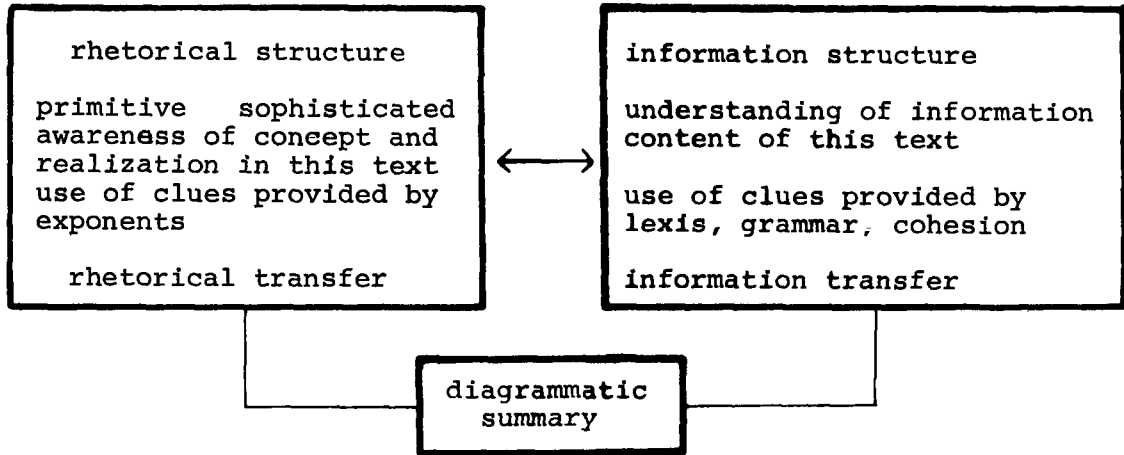 rhetorical structure
primitive sophisticated
awareness of concept and
realization in this text
use of clues provided by
exponents
rhetorical transfer
information structure
understanding of information
content of this text
use of clues provided by
lexis, grammar, cohesion
information transfer
diagrammatic
summary